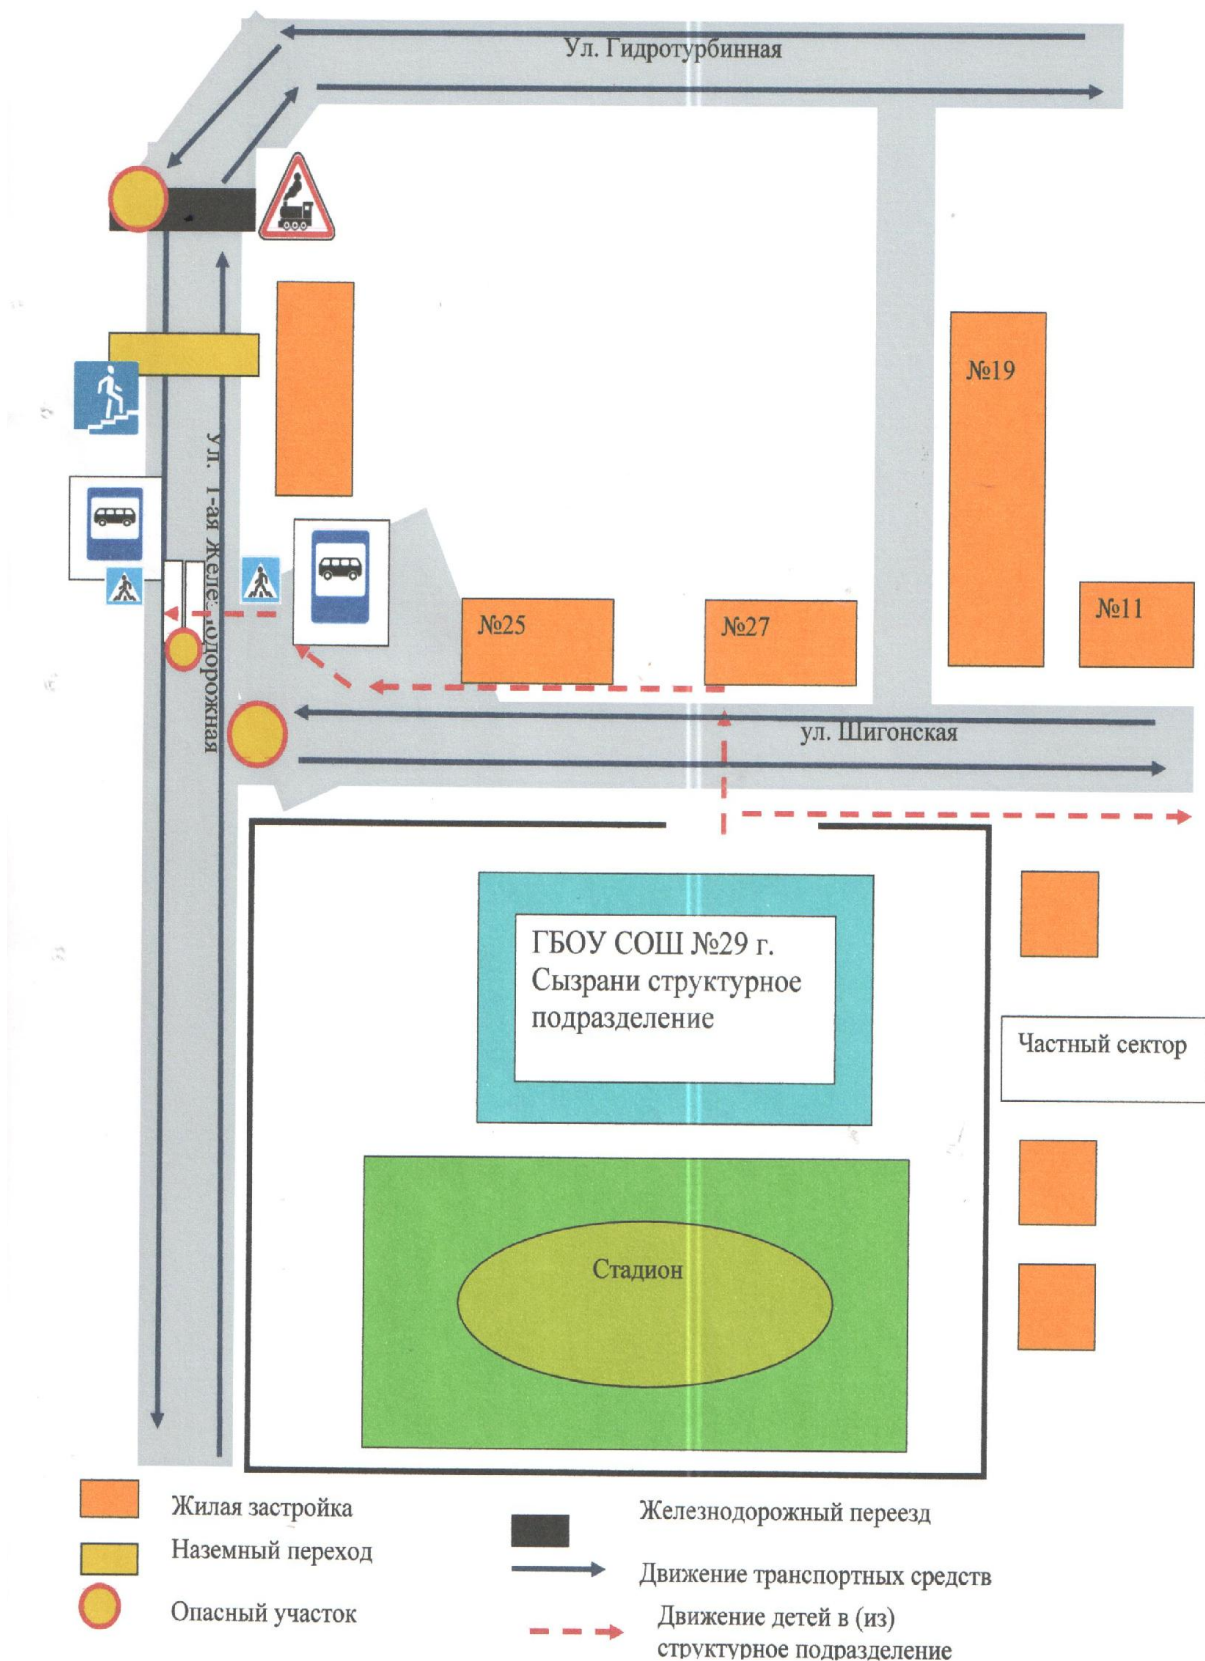 Ул. Гидротурбинная
№19
Ул. 1-ая Железнодорожная
№25
№27
№11
ул. Шигонская
ГБОУ СОШ №29 г.
Сызрани структурное
подразделение
Частный сектор
Стадион
Жилая застройка
Наземный переход
Опасный участок
Железнодорожный переезд
Движение транспортных средств
Движение детей в (из)
структурное подразделение